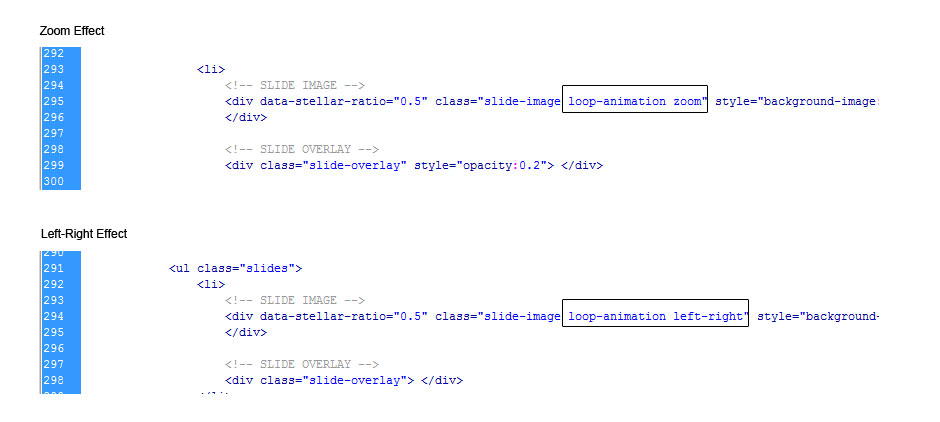 Zoom Effect
292
293 <li>
294 <!-- SLIDE IMAGE -->
295 <div data-stellar-ratio="0.5" class="slide-image loop-animation zoom" style="background-image:
296 </div>
297
298 <!-- SLIDE OVERLAY -->
299 <div class="slide-overlay" style="opacity:0.2"> </div>
300
Left-Right Effect
290
291 <ul class="slides">
292 <li>
293 <!-- SLIDE IMAGE -->
294 <div data-stellar-ratio="0.5" class="slide-image loop-animation left-right" style="background-
295 </div>
296
297 <!-- SLIDE OVERLAY -->
298 <div class="slide-overlay"> </div>